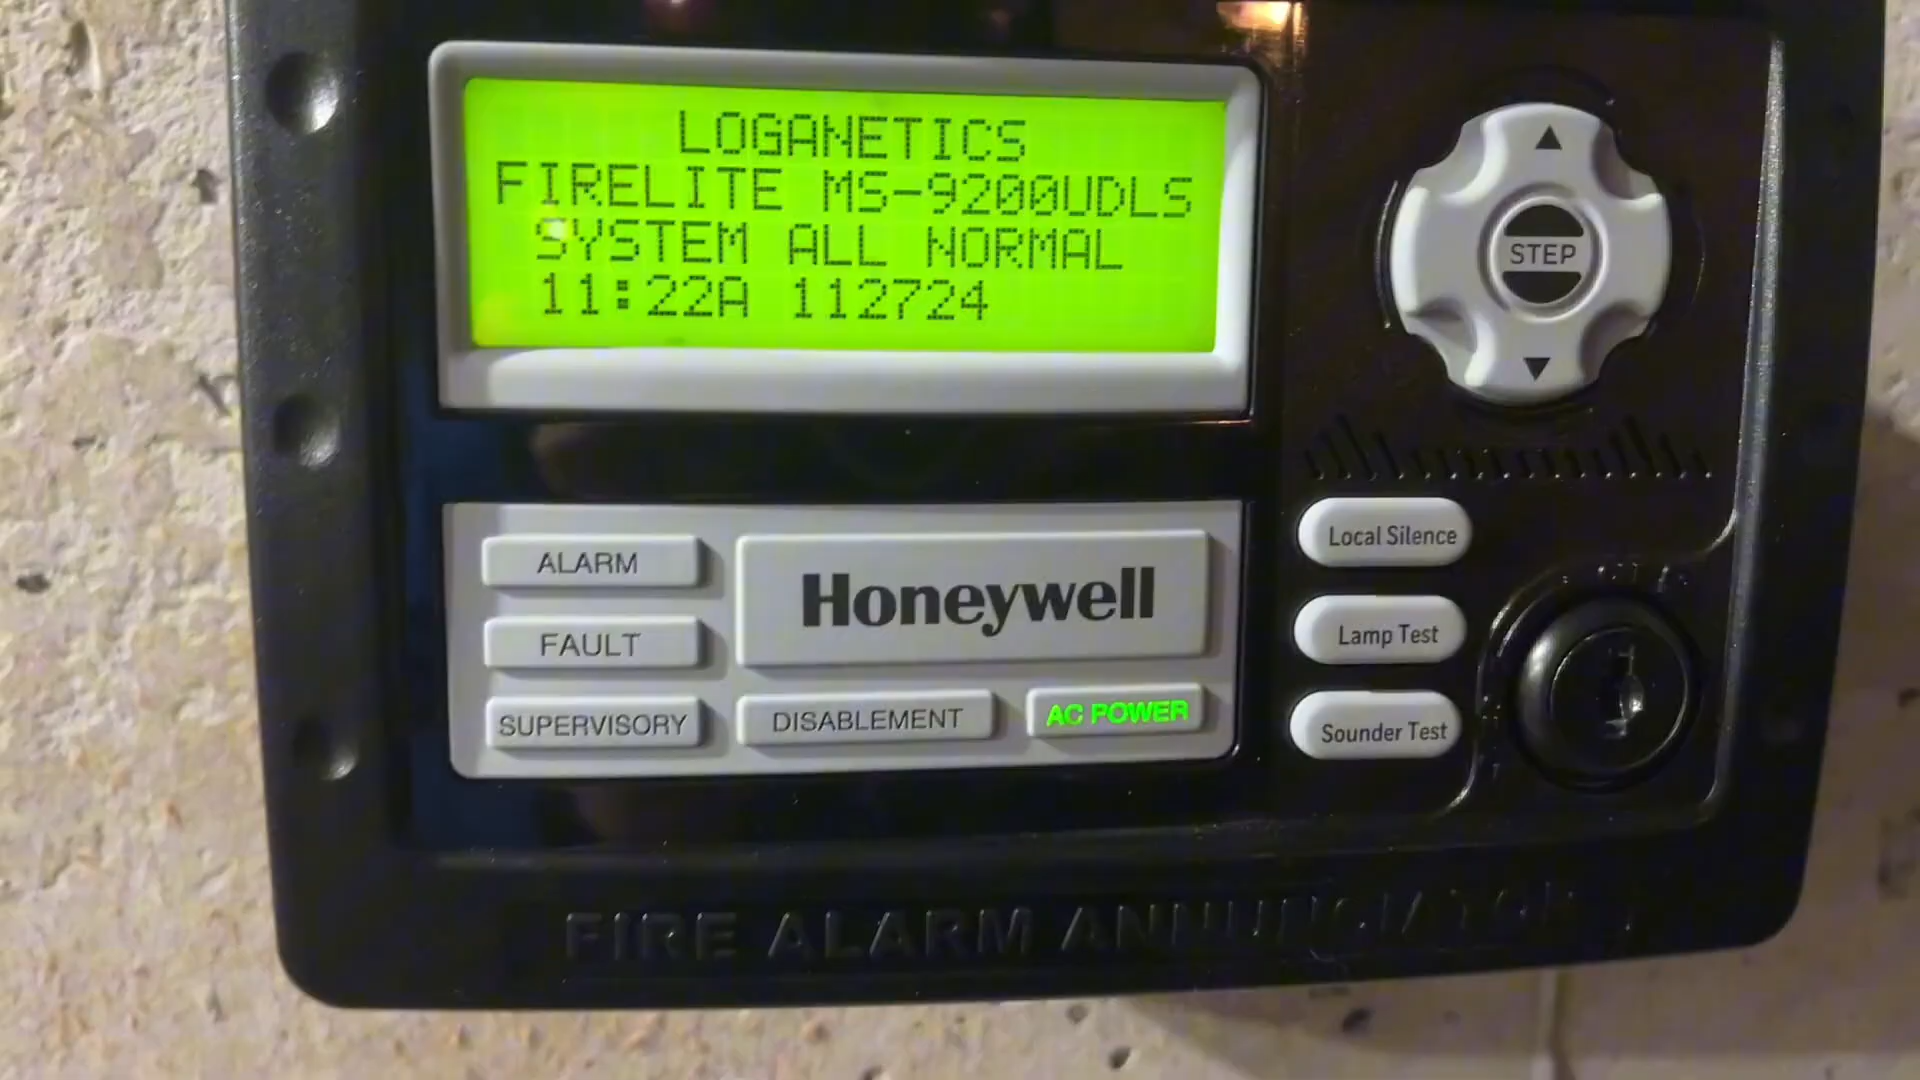 LOGANETICS
FIRELITE MS-9200UDLS
SYSTEM ALL NORMAL
11:22A 112724
STEP
ALARM
FAULT
SUPERVISORY
Honeywell
DISABLEMENT
AC POWER
Local Silence
Lamp Test
Sounder Test
FIRE ALARM ANNUNCIATOR